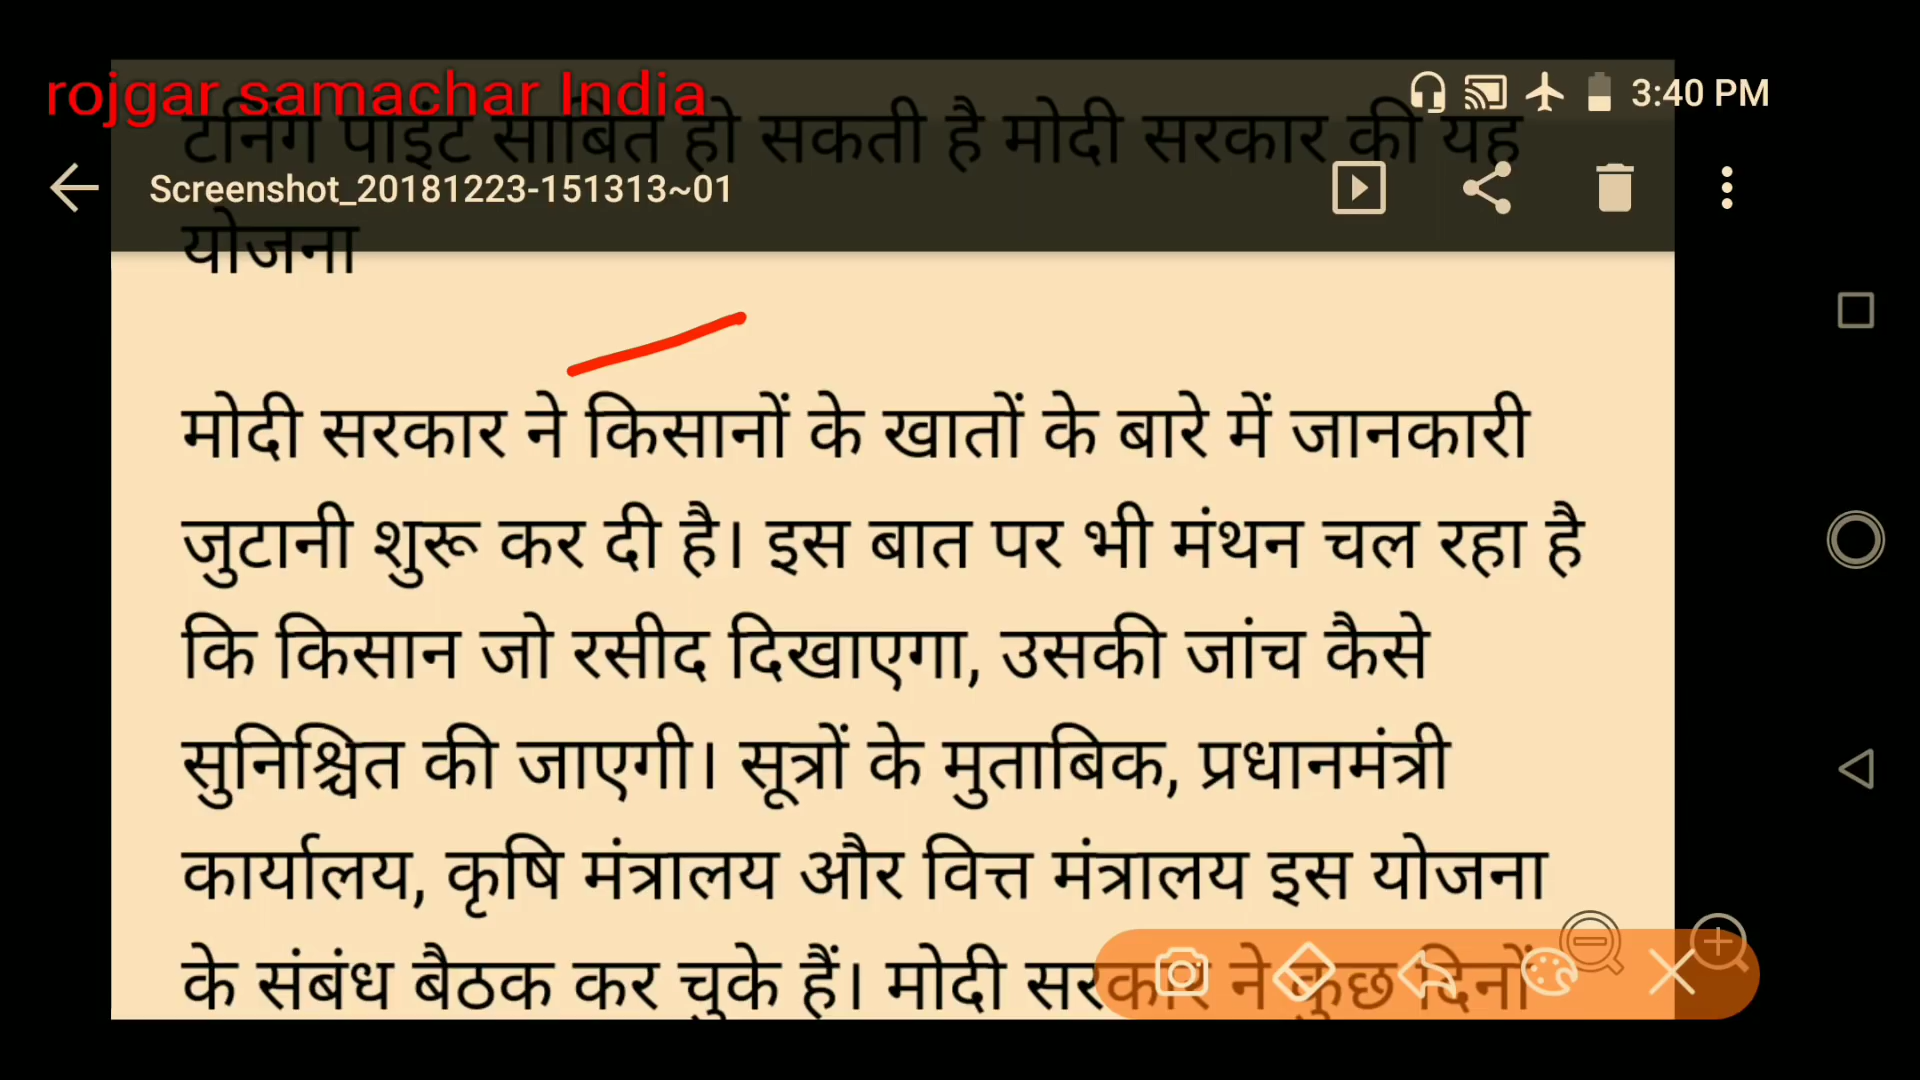 rojgar samachar India
3:40 PM
टर्निंग पाइंट साबित हो सकती है मोदी सरकार की यह
Screenshot_20181223-151313~01
योजना
मोदी सरकार ने किसानों के खातों के बारे में जानकारी
जुटानी शुरू कर दी है। इस बात पर भी मंथन चल रहा है
कि किसान जो रसीद दिखाएगा, उसकी जांच कैसे
सुनिश्चित की जाएगी। सूत्रों के मुताबिक, प्रधानमंत्री
कार्यालय, कृषि मंत्रालय और वित्त मंत्रालय इस योजना
के संबंध बैठक कर चुके हैं। मोदी सरकार ने कुछ दिनों